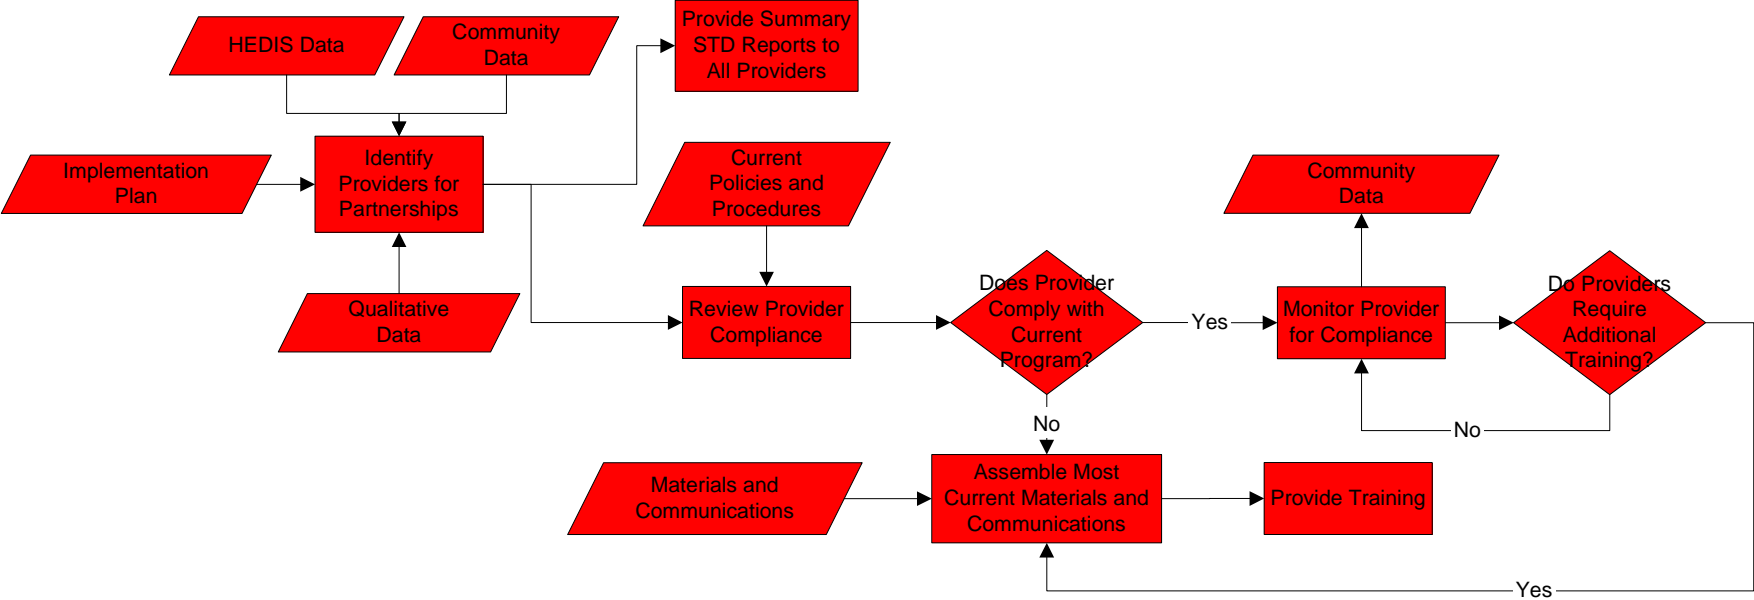 HEDIS Data
Community
Data
Provide Summary
STD Reports to
All Providers
Implementation
Plan
Identify
Providers for
Partnerships
Current
Policies and
Procedures
Community
Data
Qualitative
Data
Review Provider
Compliance
Does Provider
Comply with
Current
Program?
Yes
Monitor Provider
for Compliance
Do Providers
Require
Additional
Training?
No
No
Materials and
Communications
Assemble Most
Current Materials and
Communications
Provide Training
Yes